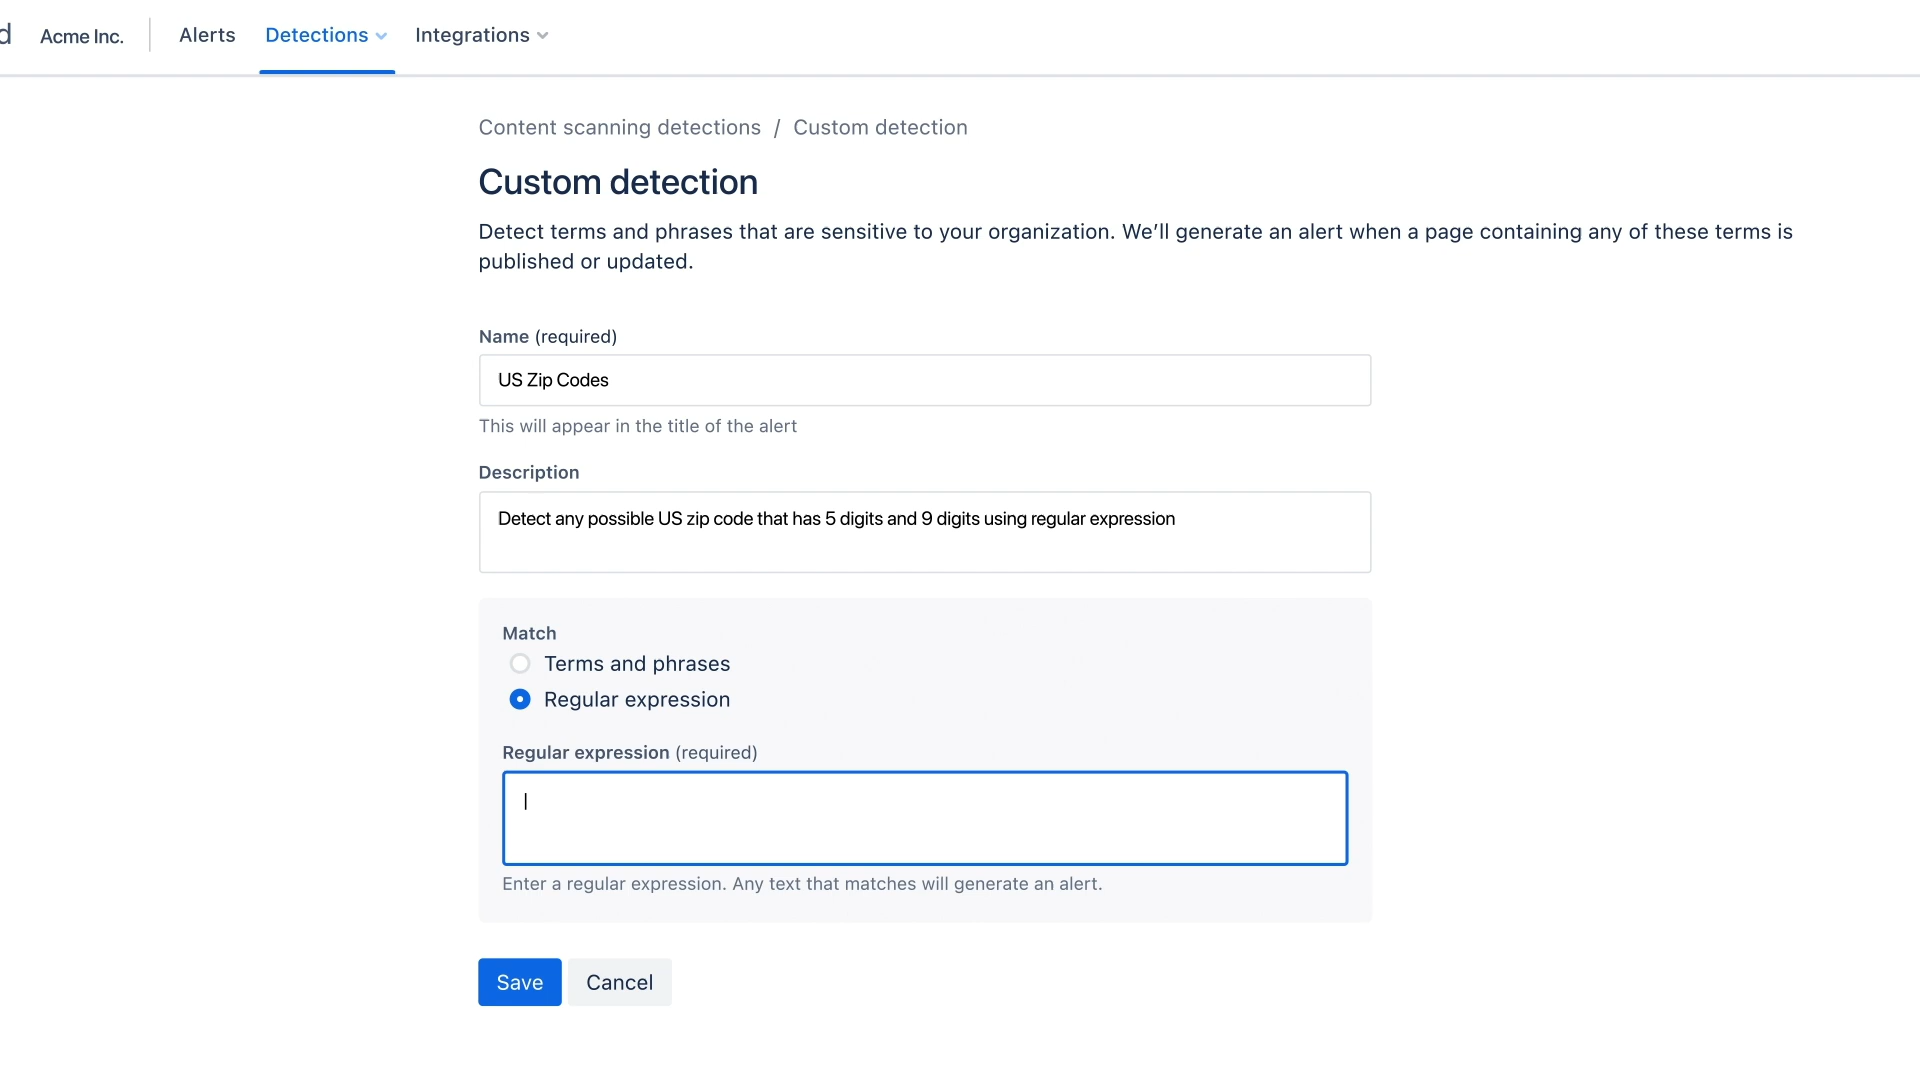 d Acme Inc. Alerts Detections Integrations
Content scanning detections / Custom detection
Custom detection
Detect terms and phrases that are sensitive to your organization. We’ll generate an alert when a page containing any of these terms is
published or updated.
Name (required)
US Zip Codes
This will appear in the title of the alert
Description
Detect any possible US zip code that has 5 digits and 9 digits using regular expression
Match
Terms and phrases
Regular expression
Regular expression (required)
Enter a regular expression. Any text that matches will generate an alert.
Save Cancel